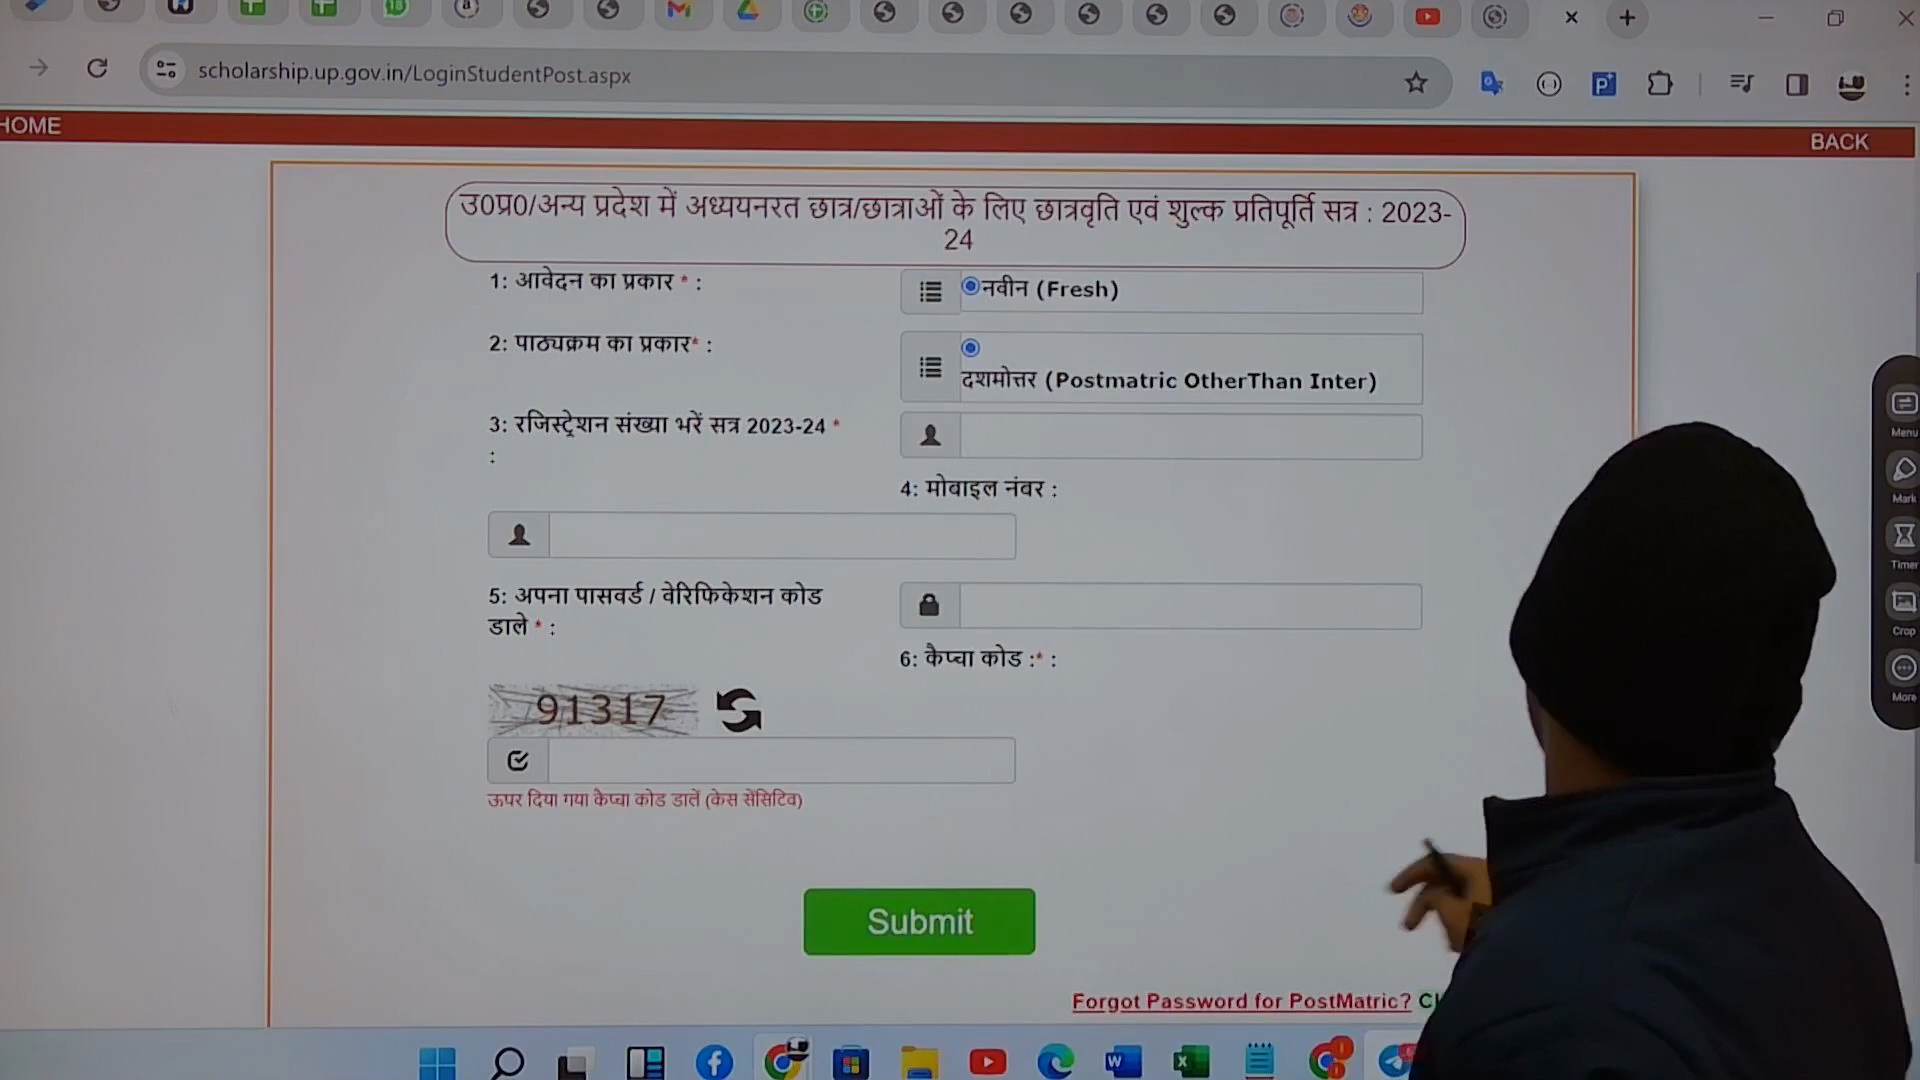 scholarship.up.gov.in/LoginStudentPost.aspx
HOME
BACK
उ0प्र0/अन्य प्रदेश में अध्ययनरत छात्र/छात्राओं के लिए छात्रवृति एवं शुल्क प्रतिपूर्ति सत्र : 2023-
24
1: आवेदन का प्रकार * :
नवीन (Fresh)
2: पाठ्यक्रम का प्रकार* :
दशमोत्तर (Postmatric OtherThan Inter)
3: रजिस्ट्रेशन संख्या भरें सत्र 2023-24 *
:
4: मोबाइल नंबर :
5: अपना पासवर्ड / वेरिफिकेशन कोड
डाले * :
6: कैप्चा कोड :* :
91317
ऊपर दिया गया कैप्चा कोड डालें (केस सेंसिटिव)
Submit
Forgot Password for PostMatric?
Menu
Mark
Timer
Crop
More